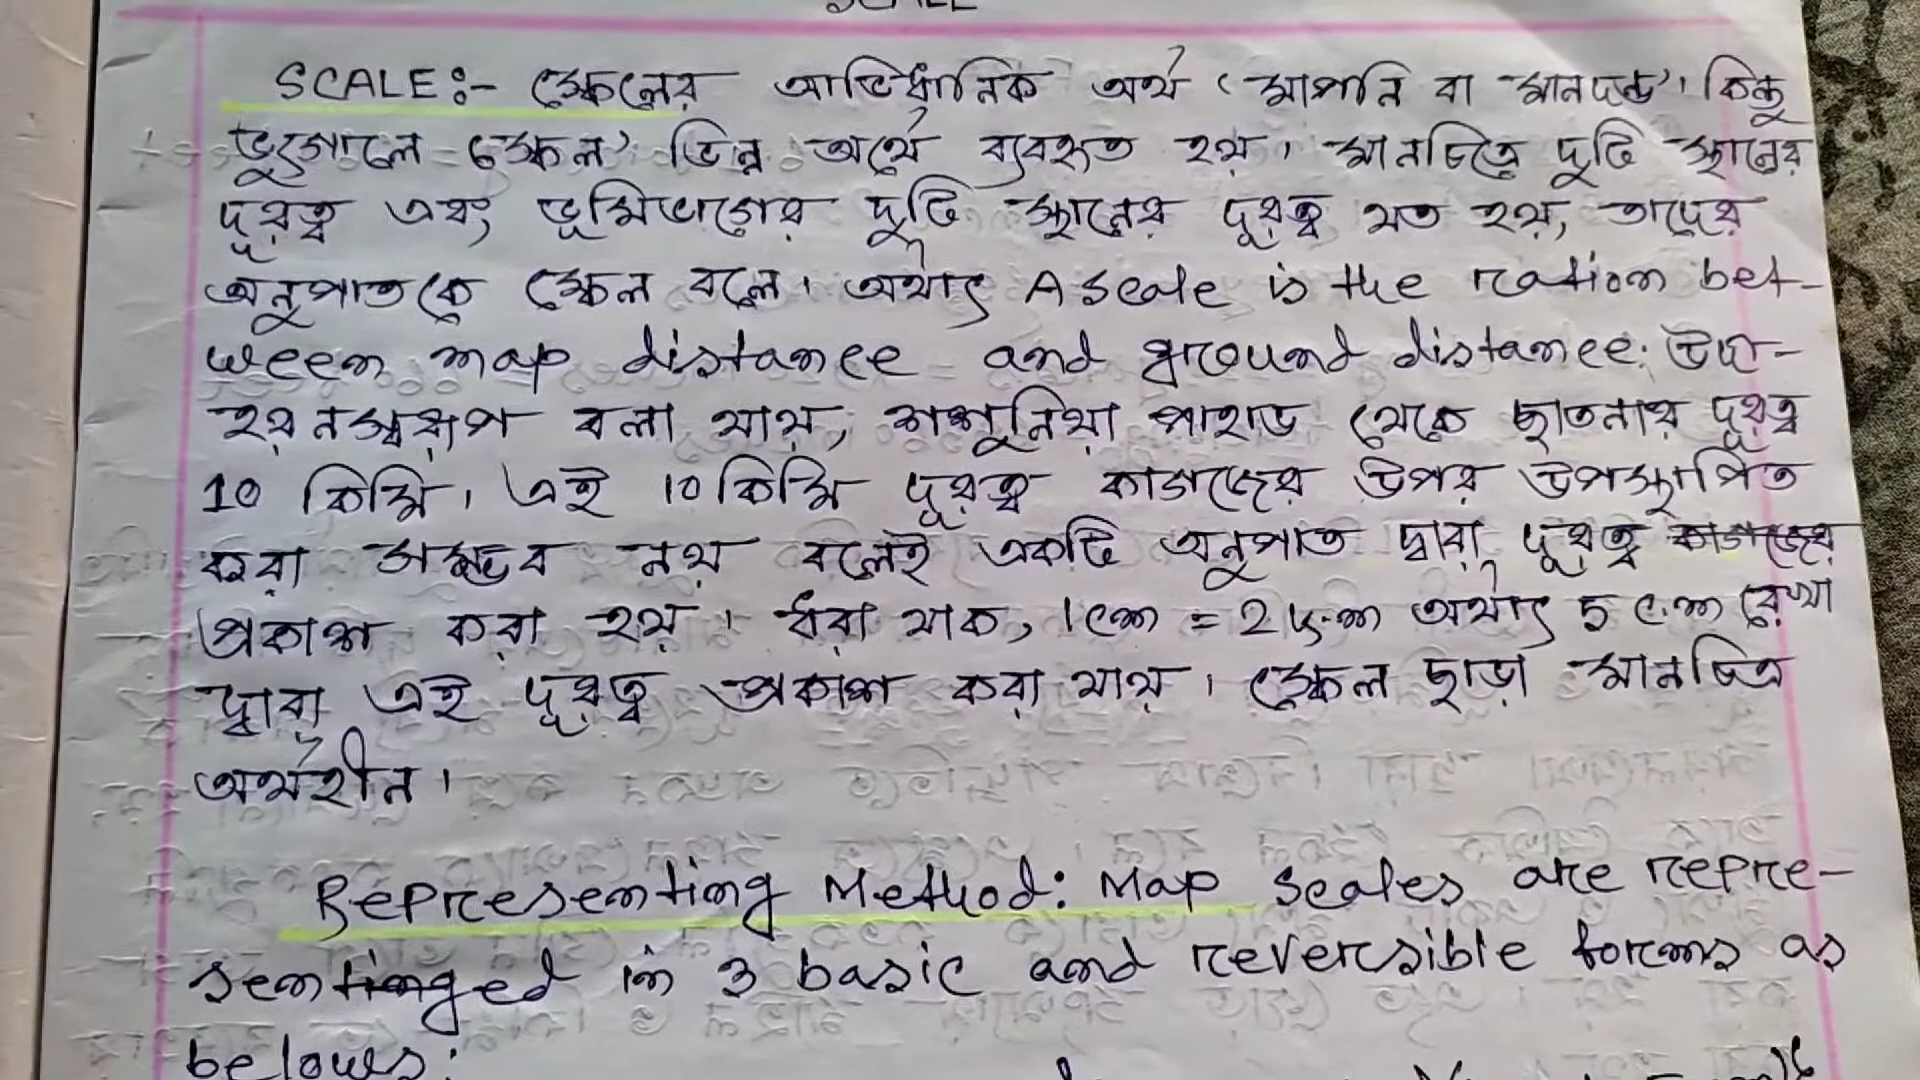 SCALE
SCALE:- স্কেলের আভিধানিক অর্থ 'মাপনি বা মানদন্ড'। কিন্তু
ভূগোলে 'স্কেল' ভিন্ন অর্থে ব্যবহৃত হয়। মানচিত্রে দুটি স্থানের
দূরত্ব এবং ভূমিভাগের দুটি স্থানের দূরত্ব যত হয়, তাদের
অনুপাতকে স্কেল বলে। অর্থাৎ A scale is the ration bet-
ween map distance and ground distance. উদা-
হরনস্বরূপ বলা যায়, শুশুনিয়া পাহাড় থেকে ছাতনার দূরত্ব
10 কিমি। এই 10 কিমি দূরত্ব কাগজের উপর উপস্থাপিত
করা সম্ভব নয় বলেই একটি অনুপাত দ্বারা দূরত্ব কাগজের
প্রকাশ করা হয়। ধরা যাক, 1cm = 2 k.m অর্থাৎ 5 c.m রেখা
দ্বারা এই দূরত্ব প্রকাশ করা যায়। স্কেল ছাড়া মানচিত্র
অর্থহীন।
Representing Method: Map scales are repre-
sentinged in 3 basic and reversible forms as
belows: